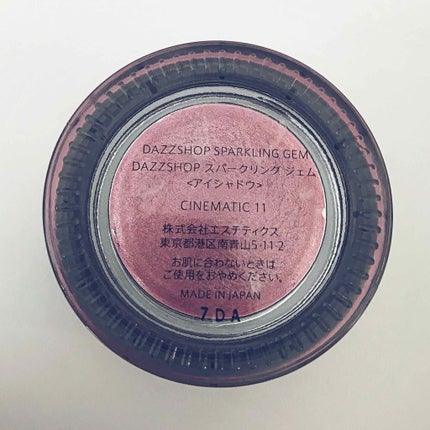 DAZZSHOP SPARKLING GEM
DAZZSHOP スパークリング ジェム
<アイシャドウ>
CINEMATIC 11
株式会社エスティティクス
東京都港区南青山5-11-2
お肌に合わないときは
ご使用をおやめください。
MADE IN JAPAN
7DA